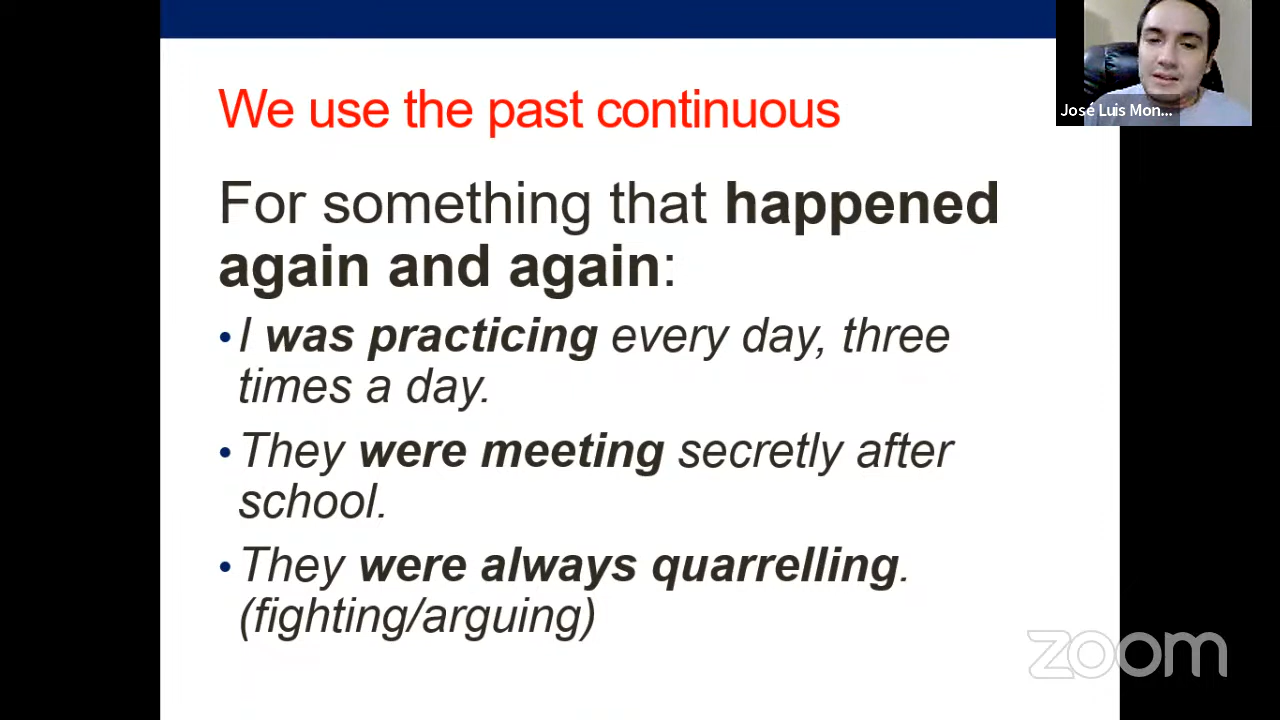 We use the past continuous
José Luis Mon...
For something that happened
again and again:
•I was practicing every day, three
times a day.
•They were meeting secretly after
school.
•They were always quarrelling.
(fighting/arguing)
zoom